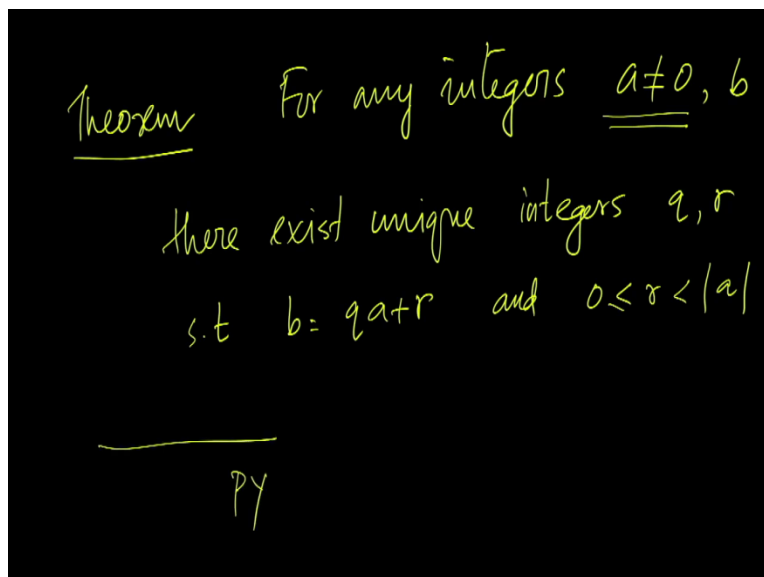 Theorem For any integers a≠0, b
there exist unique integers q, r
s.t b = qa+r and 0 ≤ r < |a|
PY